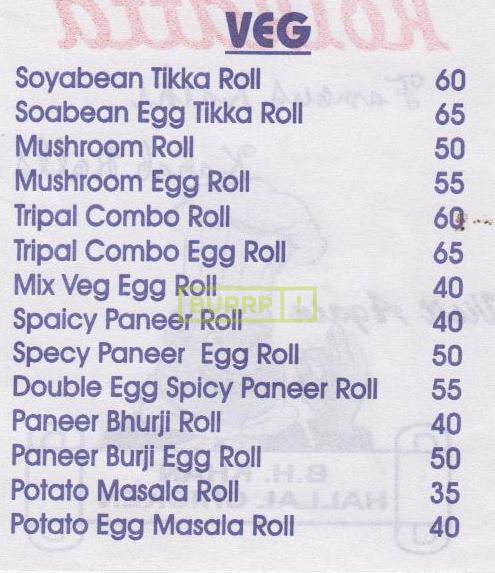 VEG
Soyabean Tikka Roll 60
Soabean Egg Tikka Roll 65
Mushroom Roll 50
Mushroom Egg Roll 55
Tripal Combo Roll 60
Tripal Combo Egg Roll 65
Mix Veg Egg Roll 40
BURRP!
Spaicy Paneer Roll 40
Specy Paneer Egg Roll 50
Double Egg Spicy Paneer Roll 55
Paneer Bhurji Roll 40
Paneer Burji Egg Roll 50
Potato Masala Roll 35
Potato Egg Masala Roll 40
B.H. KHAN
HALLAL CHICKEN